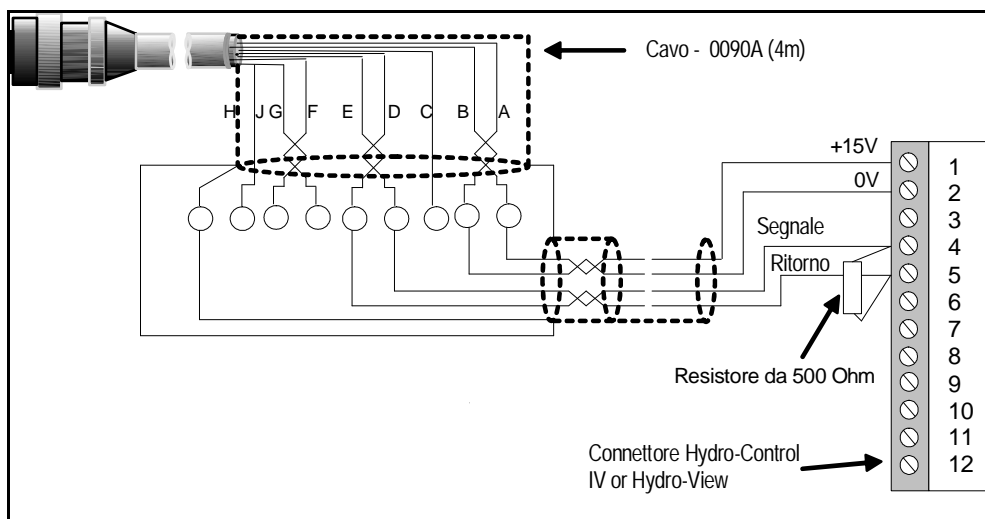 Cavo - 0090A (4m)
H J G F E D C B A
+15V
0V
Segnale
Ritorno
1
2
3
4
5
6
7
8
9
10
11
12
Resistore da 500 Ohm
Connettore Hydro-Control
IV or Hydro-View